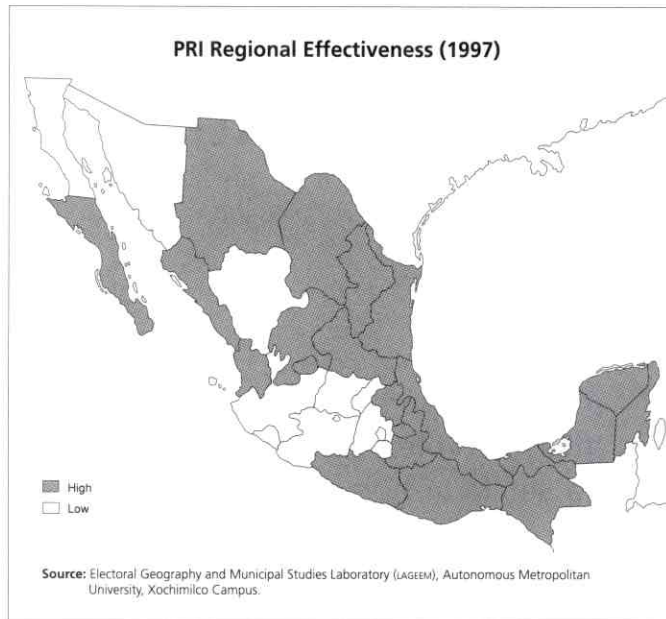 PRI Regional Effectiveness (1997)
High
Low
Source: Electoral Geography and Municipal Studies Laboratory (LAGEEM), Autonomous Metropolitan
University, Xochimilco Campus.